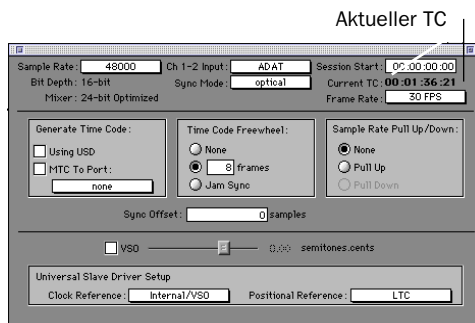 Aktueller TC
Sample Rate: 48000 Ch 1-2 Input: ADAT Session Start: 00:00:00:00
Bit Depth: 16-bit Sync Mode: optical Current TC: 00:01:36:21
Mixer: 24-bit Optimized Frame Rate: 30 FPS
Generate Time Code: Time Code Freewheel: Sample Rate Pull Up/Down:
Using USD None None
MTC To Port: 8 frames Pull Up
none Jam Sync Pull Down
Sync Offset: 0 samples
VSO 0.00 semitones.cents
Universal Slave Driver Setup
Clock Reference: Internal/VSO Positional Reference: LTC